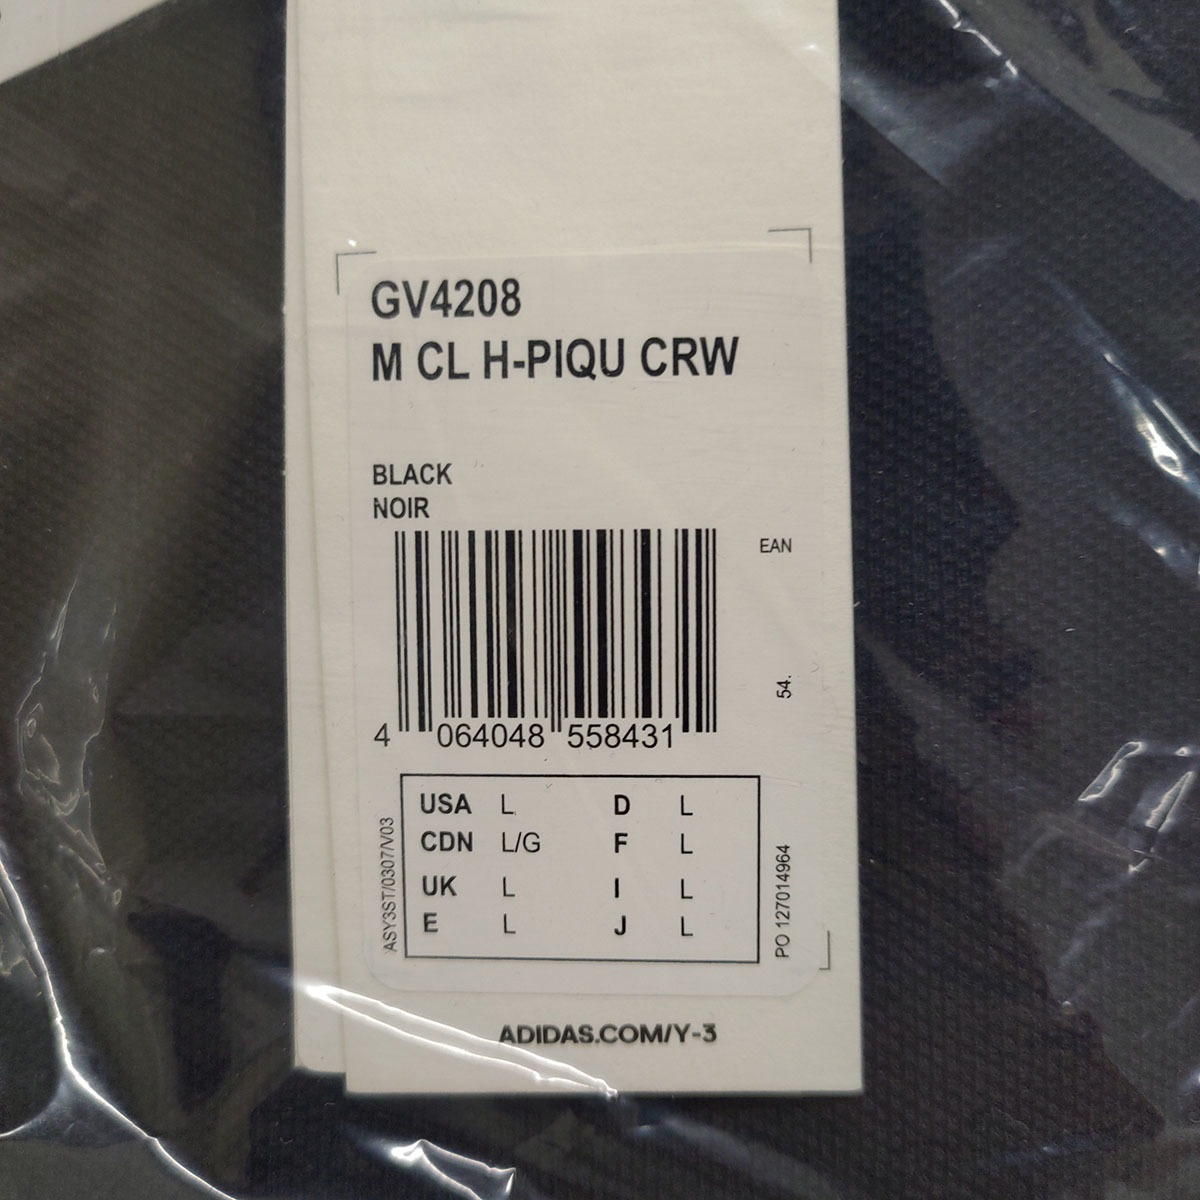 GV4208
M CL H-PIQU CRW
BLACK
NOIR
EAN
54.
4 064048 558431
USA L D L
CDN L/G F L
UK L I L
E L J L
ASY3ST/0307/V03
PO 127014964
ADIDAS.COM/Y-3